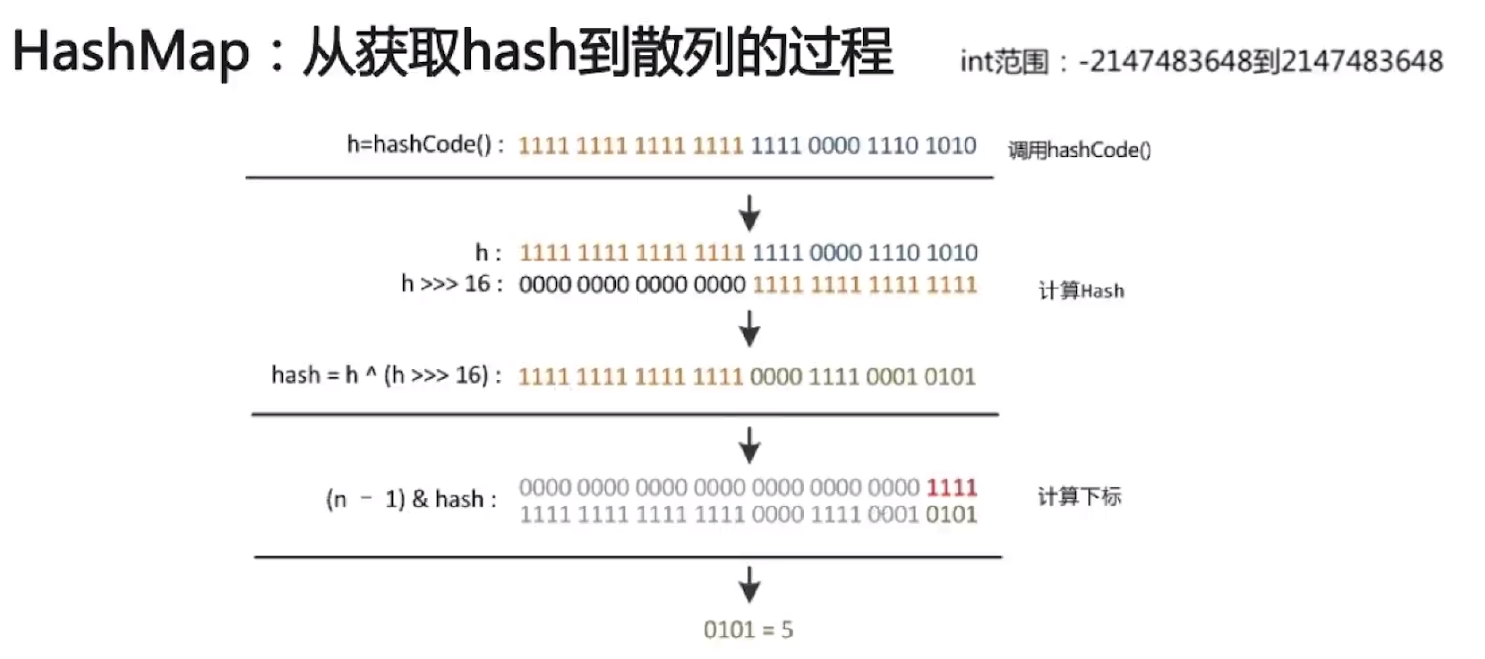 HashMap：从获取hash到散列的过程
int范围：-2147483648到2147483648
h=hashCode()： 1111 1111 1111 1111 1111 0000 1110 1010 调用hashCode()
h： 1111 1111 1111 1111 1111 0000 1110 1010
h >>> 16： 0000 0000 0000 0000 1111 1111 1111 1111
计算Hash
hash = h ^ (h >>> 16)： 1111 1111 1111 1111 0000 1111 0001 0101
(n － 1) & hash：
0000 0000 0000 0000 0000 0000 0000 1111
1111 1111 1111 1111 0000 1111 0001 0101
计算下标
0101 = 5